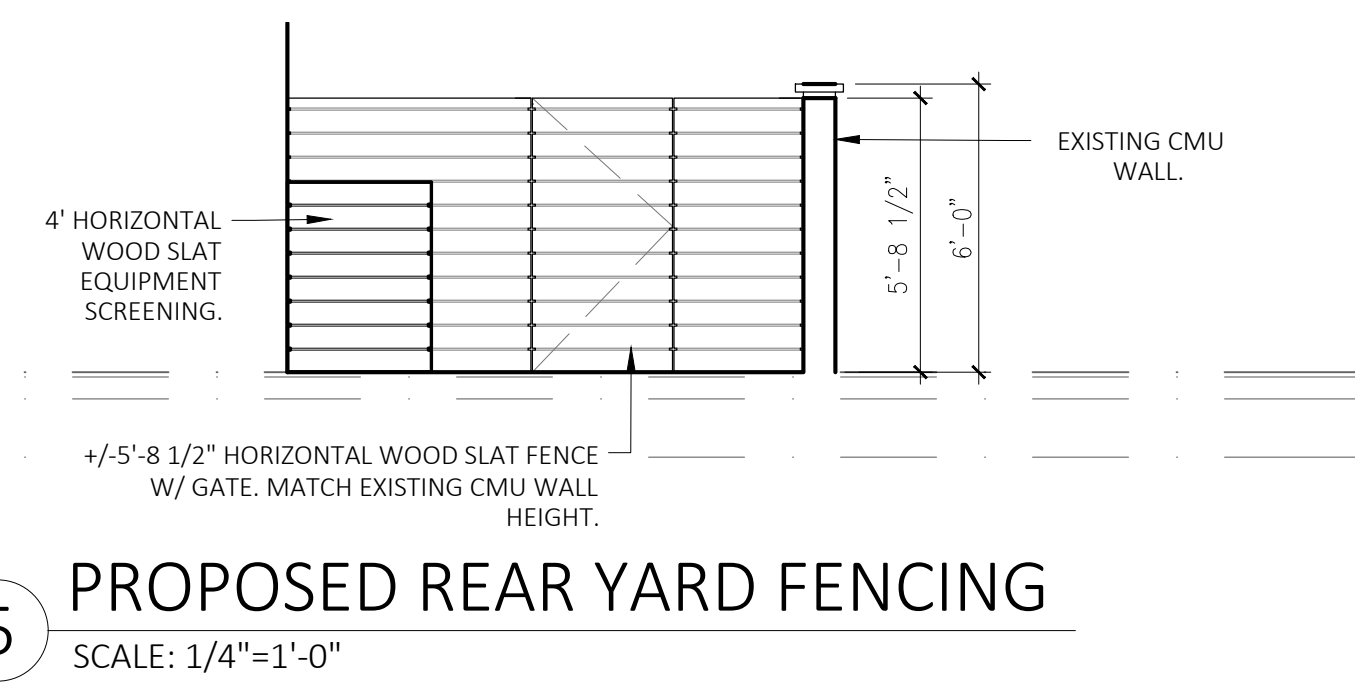 EXISTING CMU
WALL.
5'-8 1/2"
6'-0"
4' HORIZONTAL
WOOD SLAT
EQUIPMENT
SCREENING.
+/-5'-8 1/2" HORIZONTAL WOOD SLAT FENCE
W/ GATE. MATCH EXISTING CMU WALL
HEIGHT.
PROPOSED REAR YARD FENCING
SCALE: 1/4"=1'-0"